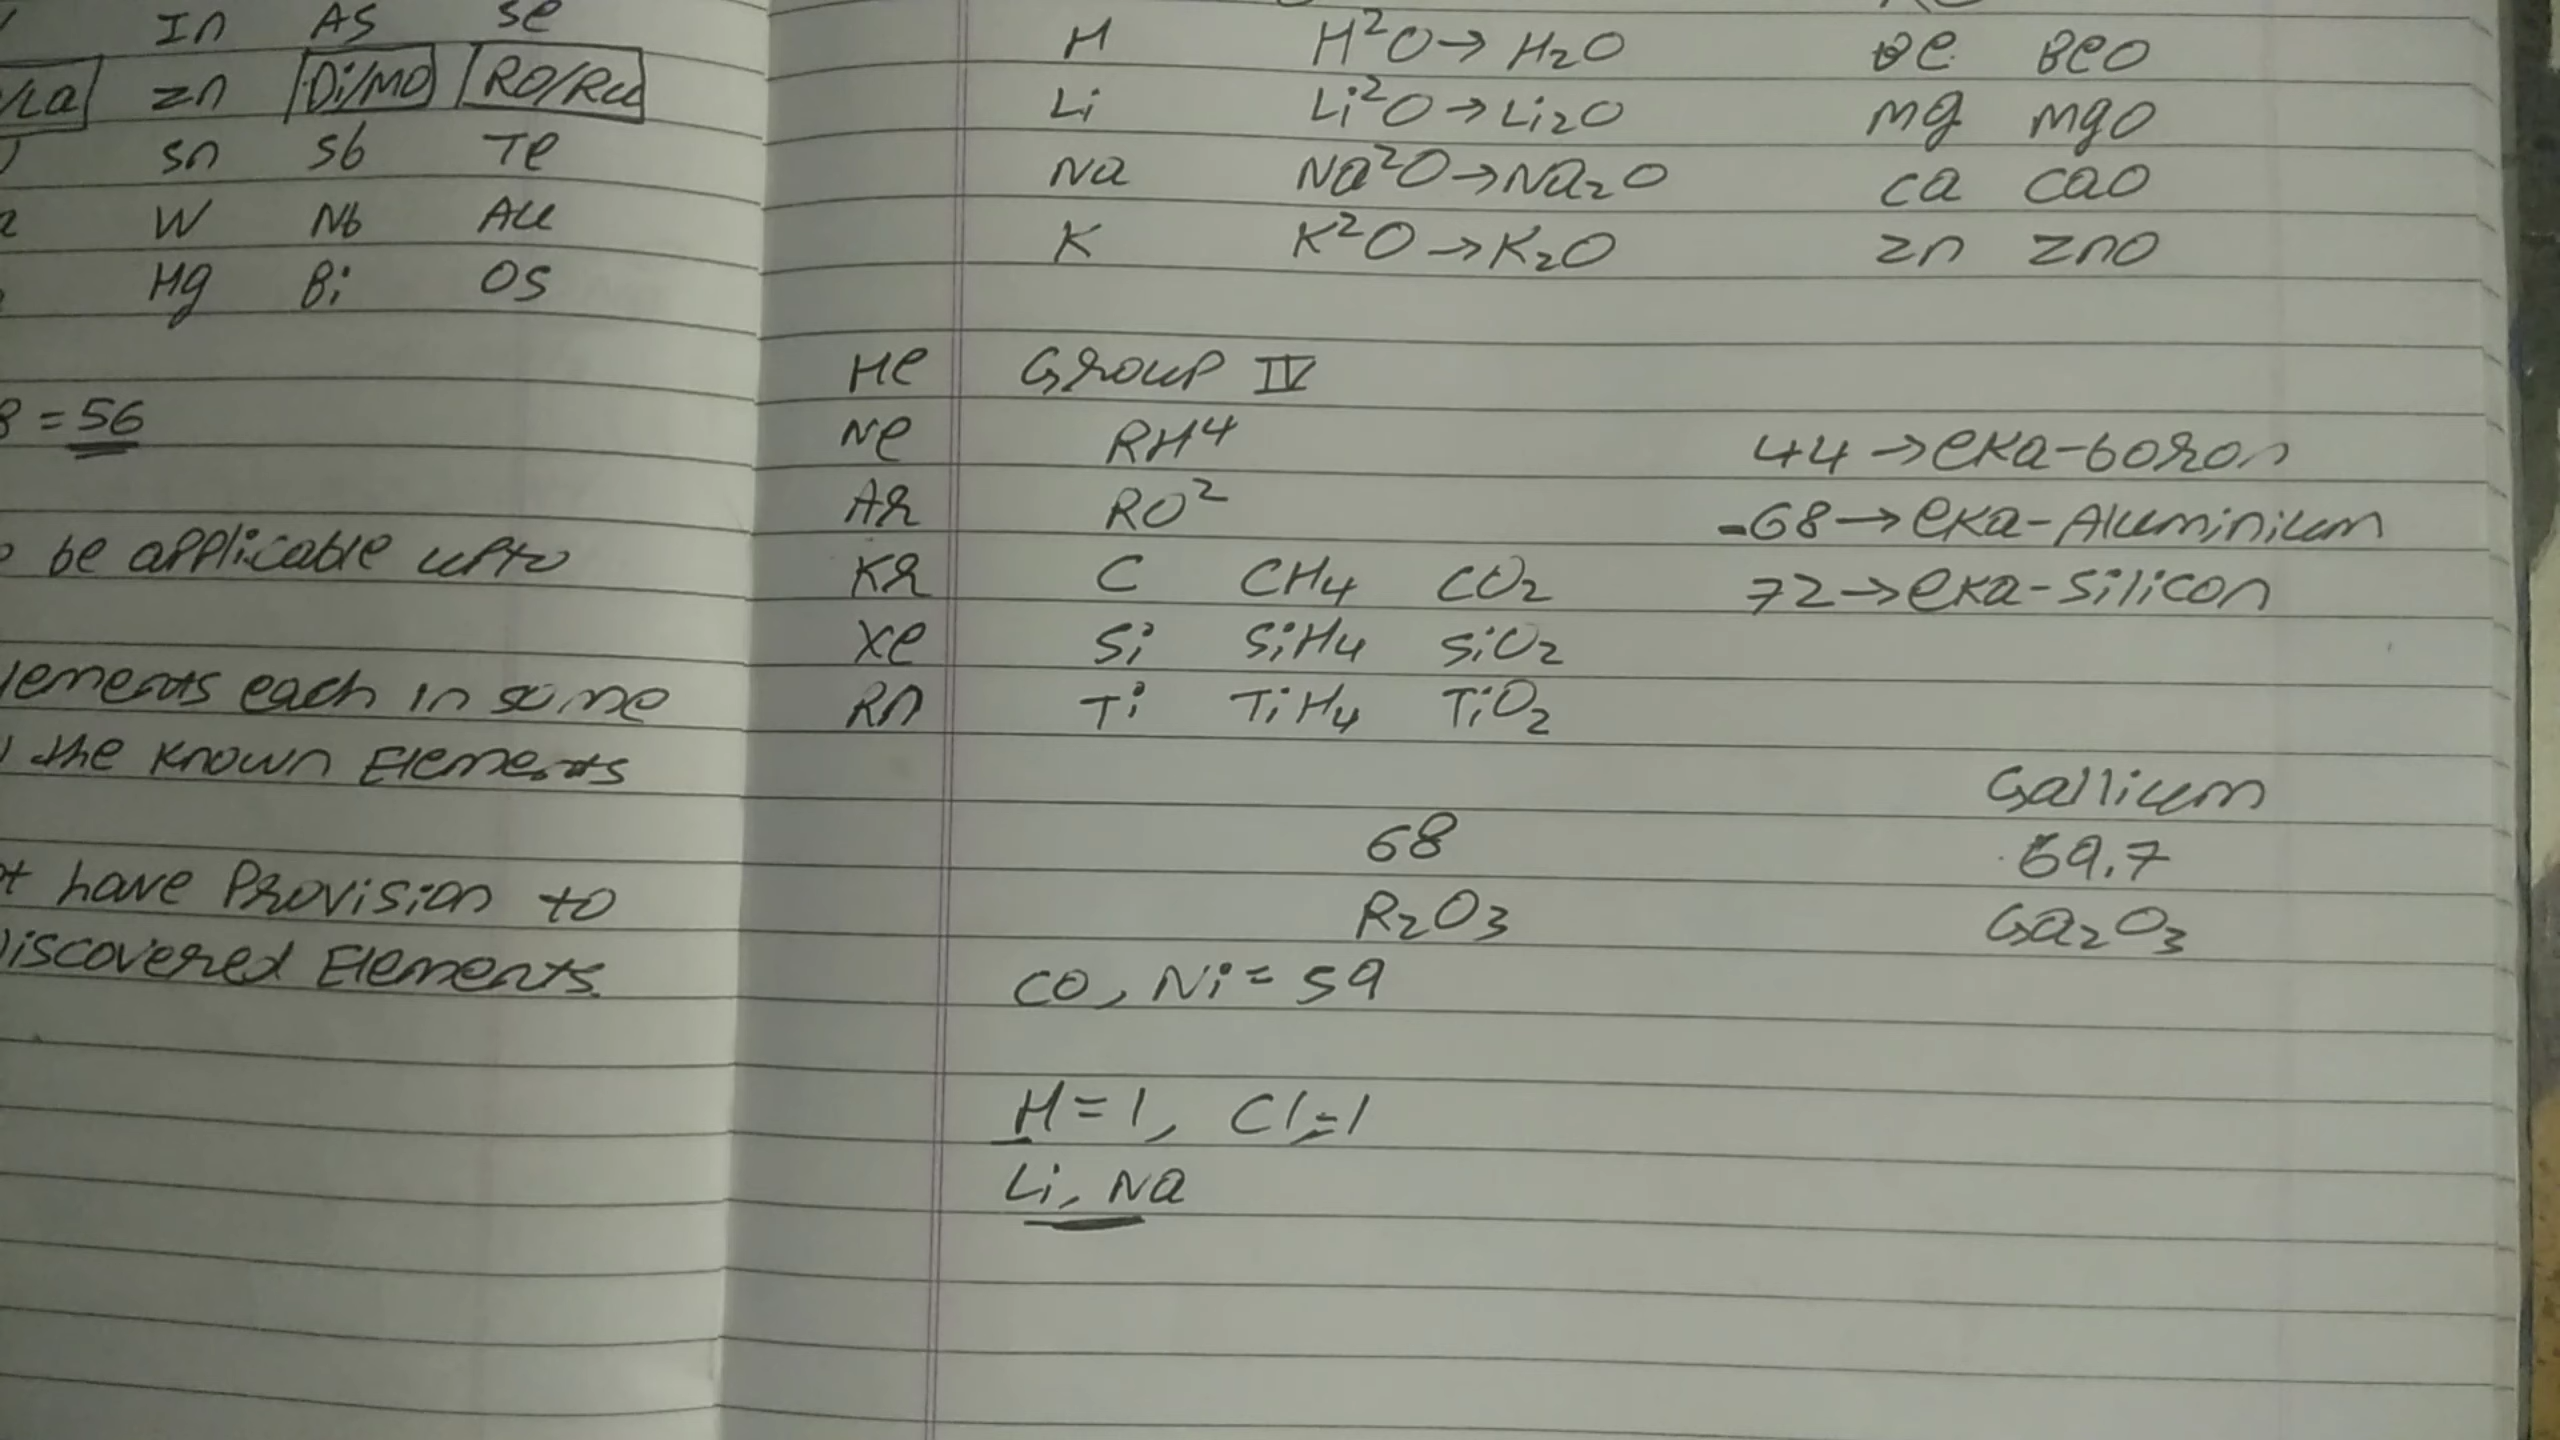 In As Se
/La Zn Di/Mo Ro/Ru
Sn Sb Te
W Nb Au
Hg Bi Os
8 = 56
be applicable upto
lements each in some
the known Elements
have Provision to
iscovered Elements.
H H²O→H₂O Be BeO
Li Li²O→Li₂O Mg MgO
Na Na²O→Na₂O Ca CaO
K K²O→K₂O Zn ZnO
He Group IV
Ne RH⁴ 44→eka-boron
Ar RO² -68→eka-Aluminium
Kr C CH₄ CO₂ 72→eka-silicon
Xe Si SiH₄ SiO₂
Rn Ti TiH₄ TiO₂
Gallium
68 69.7
R₂O₃ Ga₂O₃
Co, Ni = 59
H=1, Cl=1
Li, Na